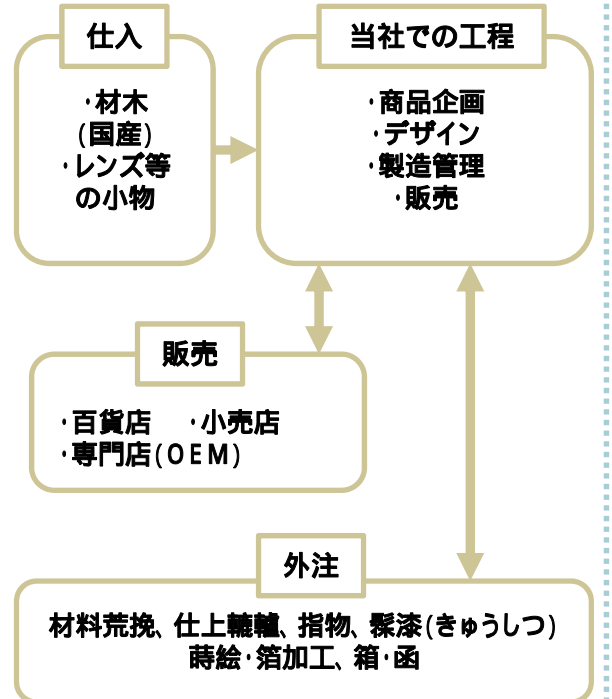 仕入
・材木
(国産)
・レンズ等
の小物
当社での工程
・商品企画
・デザイン
・製造管理
・販売
販売
・百貨店　・小売店
・専門店(OEM)
外注
材料荒挽、仕上轆轤、指物、髹漆(きゅうしつ)
蒔絵・箔加工、箱・函